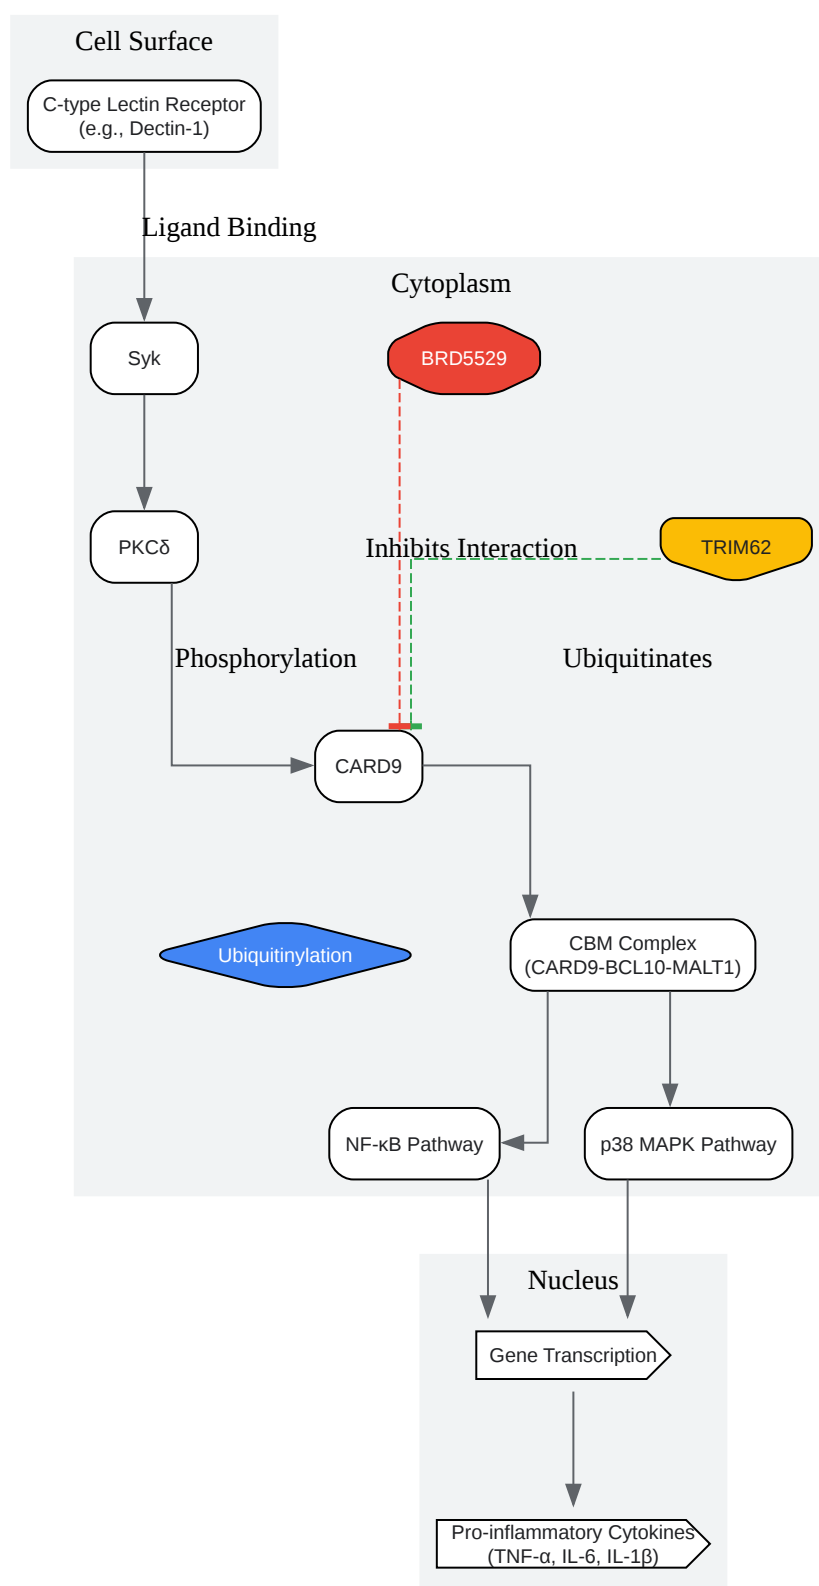 Cell Surface
C-type Lectin Receptor
(e.g., Dectin-1)
Ligand Binding
Cytoplasm
Syk
BRD5529
PKCδ
Inhibits Interaction
TRIM62
Phosphorylation
Ubiquitinates
CARD9
Ubiquitinylation
CBM Complex
(CARD9-BCL10-MALT1)
NF-κB Pathway
p38 MAPK Pathway
Nucleus
Gene Transcription
Pro-inflammatory Cytokines
(TNF-α, IL-6, IL-1β)